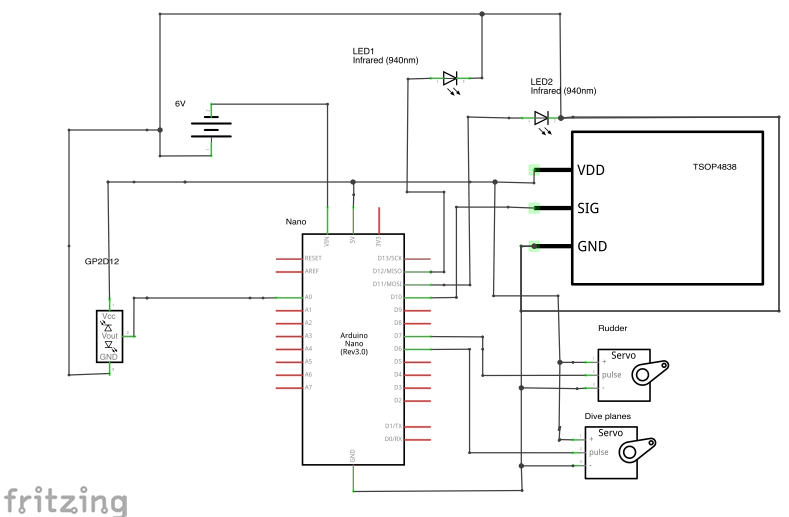 LED1
Infrared (940nm)
LED2
Infrared (940nm)
6V
TSOP4838
VDD
SIG
GND
Nano
VIN
5V
3V3
RESET
AREF
A0
A1
A2
A3
A4
A5
A6
A7
D13/SCK
D12/MISO
D11/MOSI
D10
D9
D8
D7
D6
D5
D4
D3
D2
D1/TX
D0/RX
Arduino
Nano
(Rev3.0)
GND
GP2D12
Vcc
Vout
GND
Rudder
Servo
+
pulse
-
Dive planes
Servo
+
pulse
-
fritzing